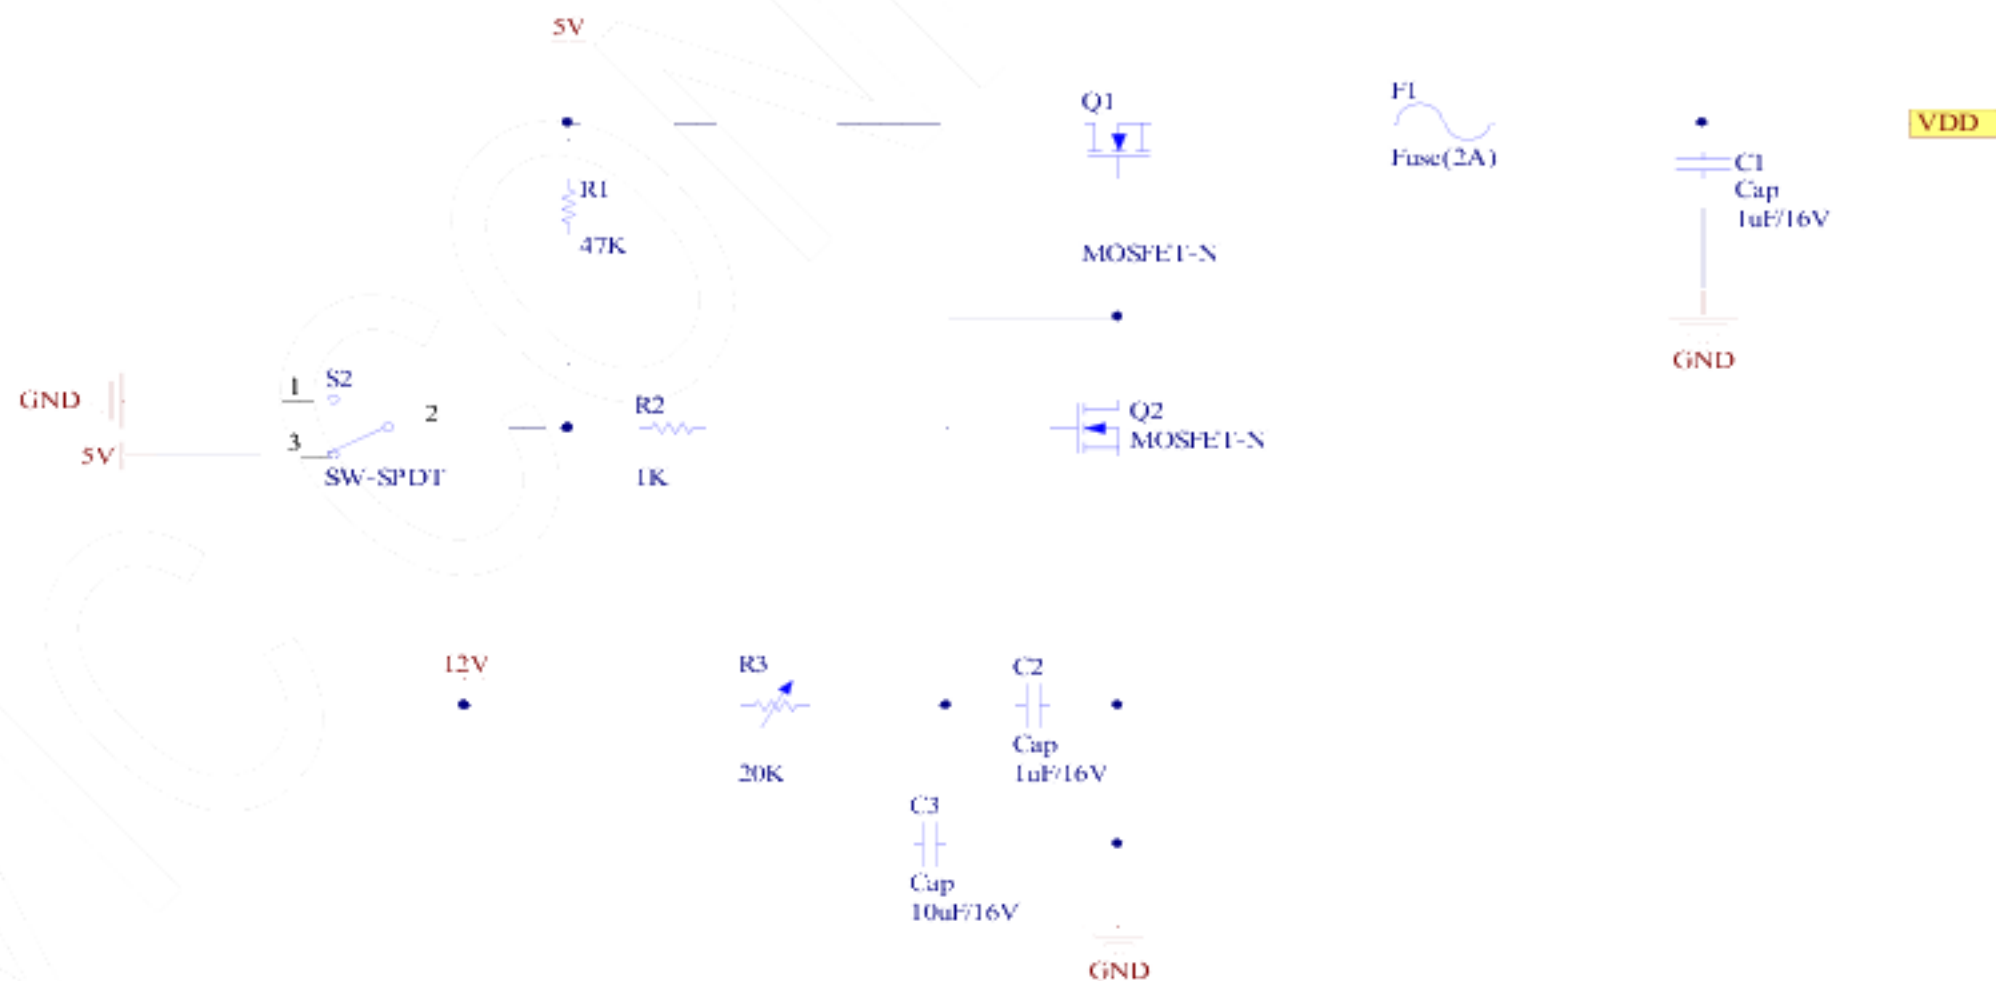 5V
Q1
F1
VDD
Fuse(2A)
C1
Cap
1uF/16V
R1
47K
MOSFET-N
GND
GND
1
S2
2
R2
Q2
MOSFET-N
5V
3
SW-SPDT
1K
12V
R3
C2
Cap
20K
1uF/16V
C3
Cap
10uF/16V
GND